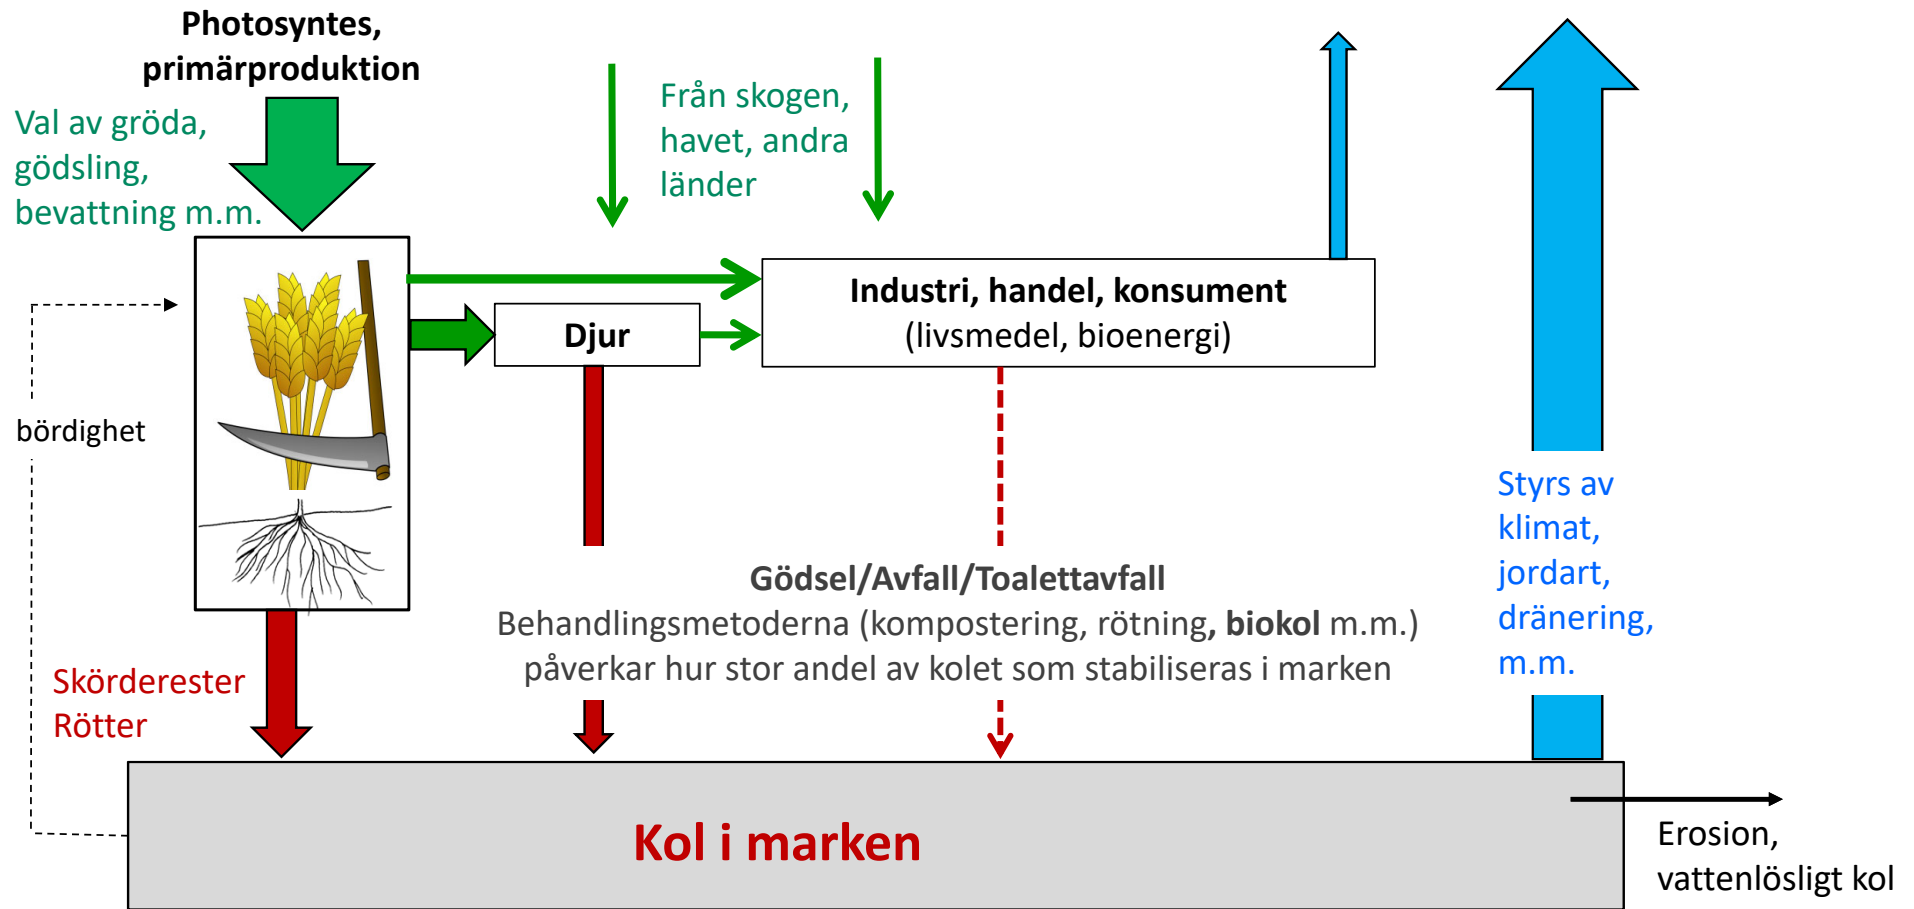 Photosyntes,
primärproduktion
Val av gröda,
gödsling,
bevattning m.m.
Från skogen,
havet, andra
länder
Industri, handel, konsument
(livsmedel, bioenergi)
Djur
bördighet
Styrs av
klimat,
jordart,
dränering,
m.m.
Gödsel/Avfall/Toalettavfall
Behandlingsmetoderna (kompostering, rötning, biokol m.m.)
påverkar hur stor andel av kolet som stabiliseras i marken
Skörderester
Rötter
Kol i marken
Erosion,
vattenlösligt kol